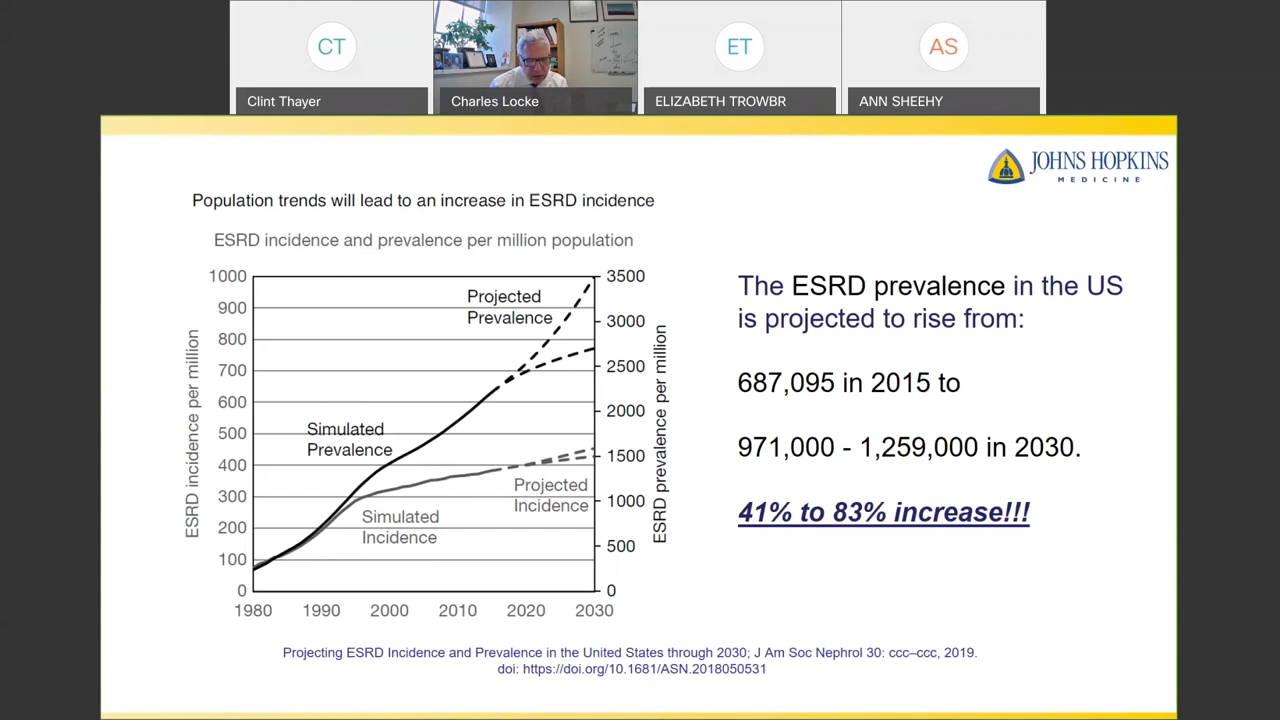 CT
ET
AS
Clint Thayer
Charles Locke
ELIZABETH TROWBR
ANN SHEEHY
JOHNS HOPKINS
MEDICINE
Population trends will lead to an increase in ESRD incidence
ESRD incidence and prevalence per million population
ESRD incidence per million
1000
900
800
700
600
500
400
300
200
100
0
Projected
Prevalence
Simulated
Prevalence
Projected
Incidence
Simulated
Incidence
3500
3000
2500
2000
1500
1000
500
0
ESRD prevalence per million
1980
1990
2000
2010
2020
2030
The ESRD prevalence in the US
is projected to rise from:
687,095 in 2015 to
971,000 - 1,259,000 in 2030.
41% to 83% increase!!!
Projecting ESRD Incidence and Prevalence in the United States through 2030; J Am Soc Nephrol 30: ccc–ccc, 2019.
doi: https://doi.org/10.1681/ASN.2018050531